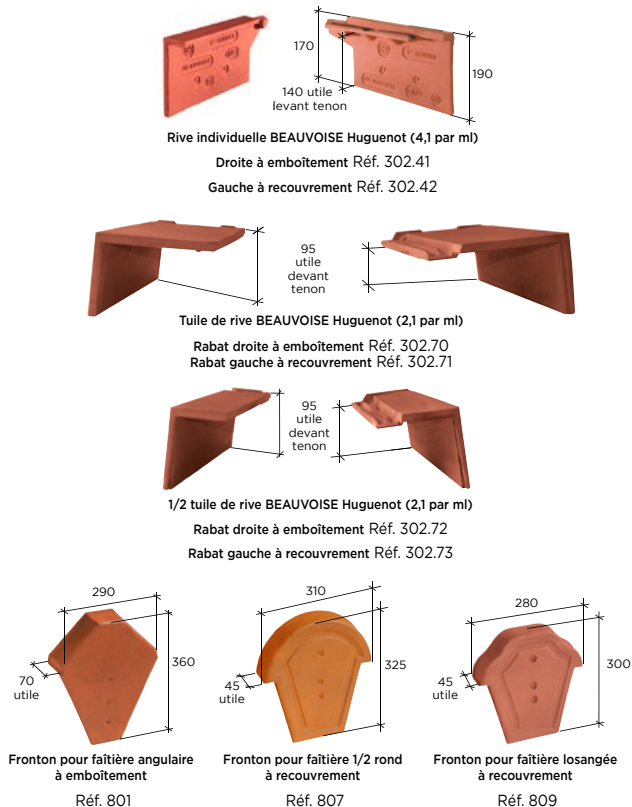 170
190
140 utile
devant tenon
Rive individuelle BEAUVOISE Huguenot (4,1 par ml)
Droite à emboîtement Réf. 302.41
Gauche à recouvrement Réf. 302.42
95
utile
devant
tenon
Tuile de rive BEAUVOISE Huguenot (2,1 par ml)
Rabat droite à emboîtement Réf. 302.70
Rabat gauche à recouvrement Réf. 302.71
95
utile
devant
tenon
1/2 tuile de rive BEAUVOISE Huguenot (2,1 par ml)
Rabat droite à emboîtement Réf. 302.72
Rabat gauche à recouvrement Réf. 302.73
290
360
70
utile
310
325
45
utile
280
300
45
utile
Fronton pour faîtière angulaire
à emboîtement
Réf. 801
Fronton pour faîtière 1/2 rond
à recouvrement
Réf. 807
Fronton pour faîtière losangée
à recouvrement
Réf. 809